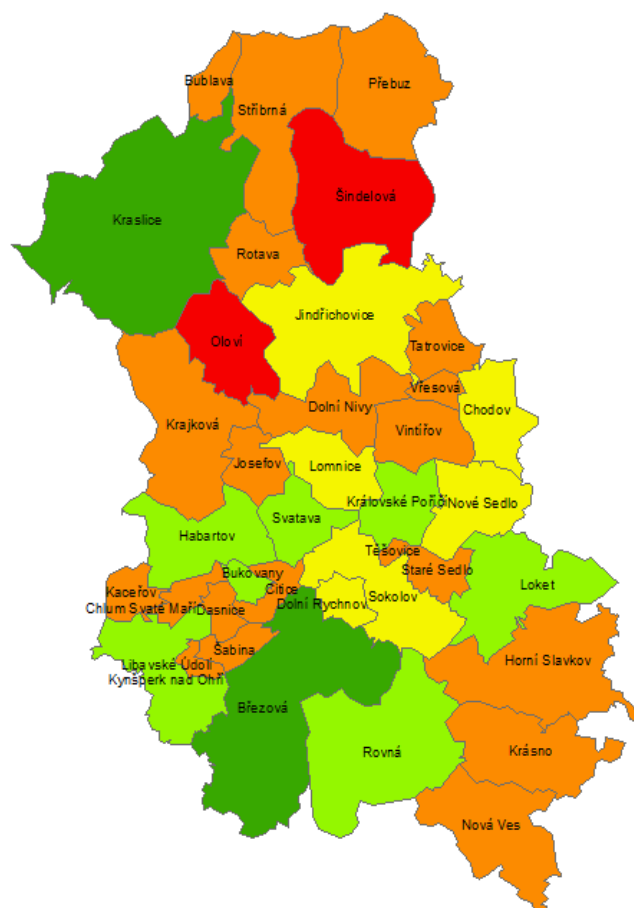 Bublava
Stříbrná
Přebuz
Kraslice
Šindelová
Rotava
Jindřichovice
Oloví
Tatrovice
Vřesová
Dolní Nivy
Chodov
Krajková
Vintířov
Josefov
Lomnice
Královské Poříčí
Nové Sedlo
Svatava
Habartov
Těšovice
Staré Sedlo
Bukovany
Citice
Loket
Kaceřov
Dolní Rychnov
Sokolov
Chlum Svaté Maří
Dasnice
Šabina
Libavské Údolí
Horní Slavkov
Kynšperk nad Ohří
Březová
Rovná
Krásno
Nová Ves